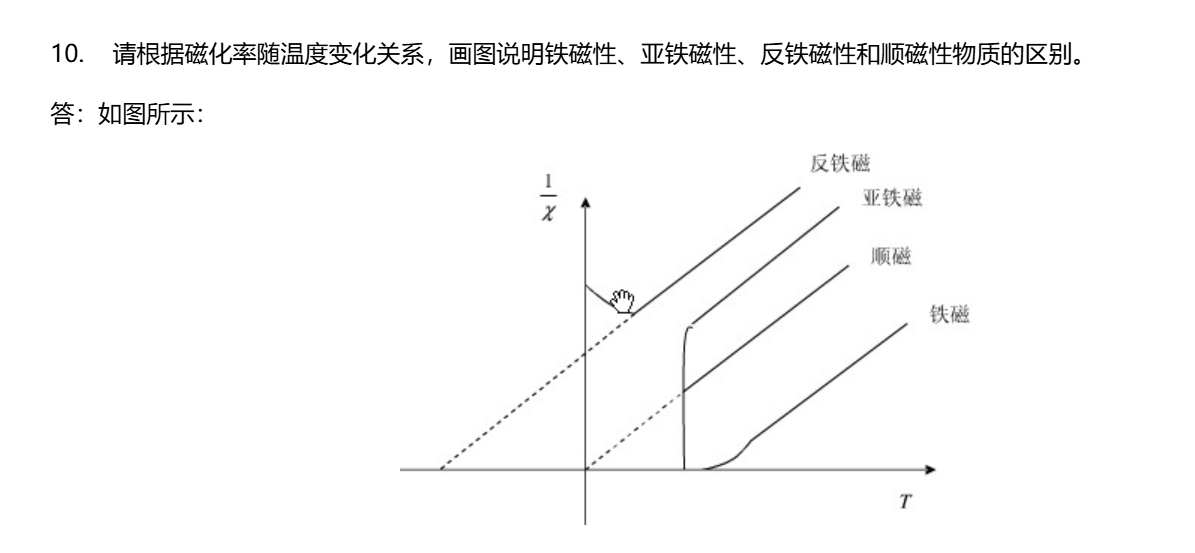 10. 请根据磁化率随温度变化关系，画图说明铁磁性、亚铁磁性、反铁磁性和顺磁性物质的区别。
答：如图所示：
反铁磁
1
χ
亚铁磁
顺磁
铁磁
T